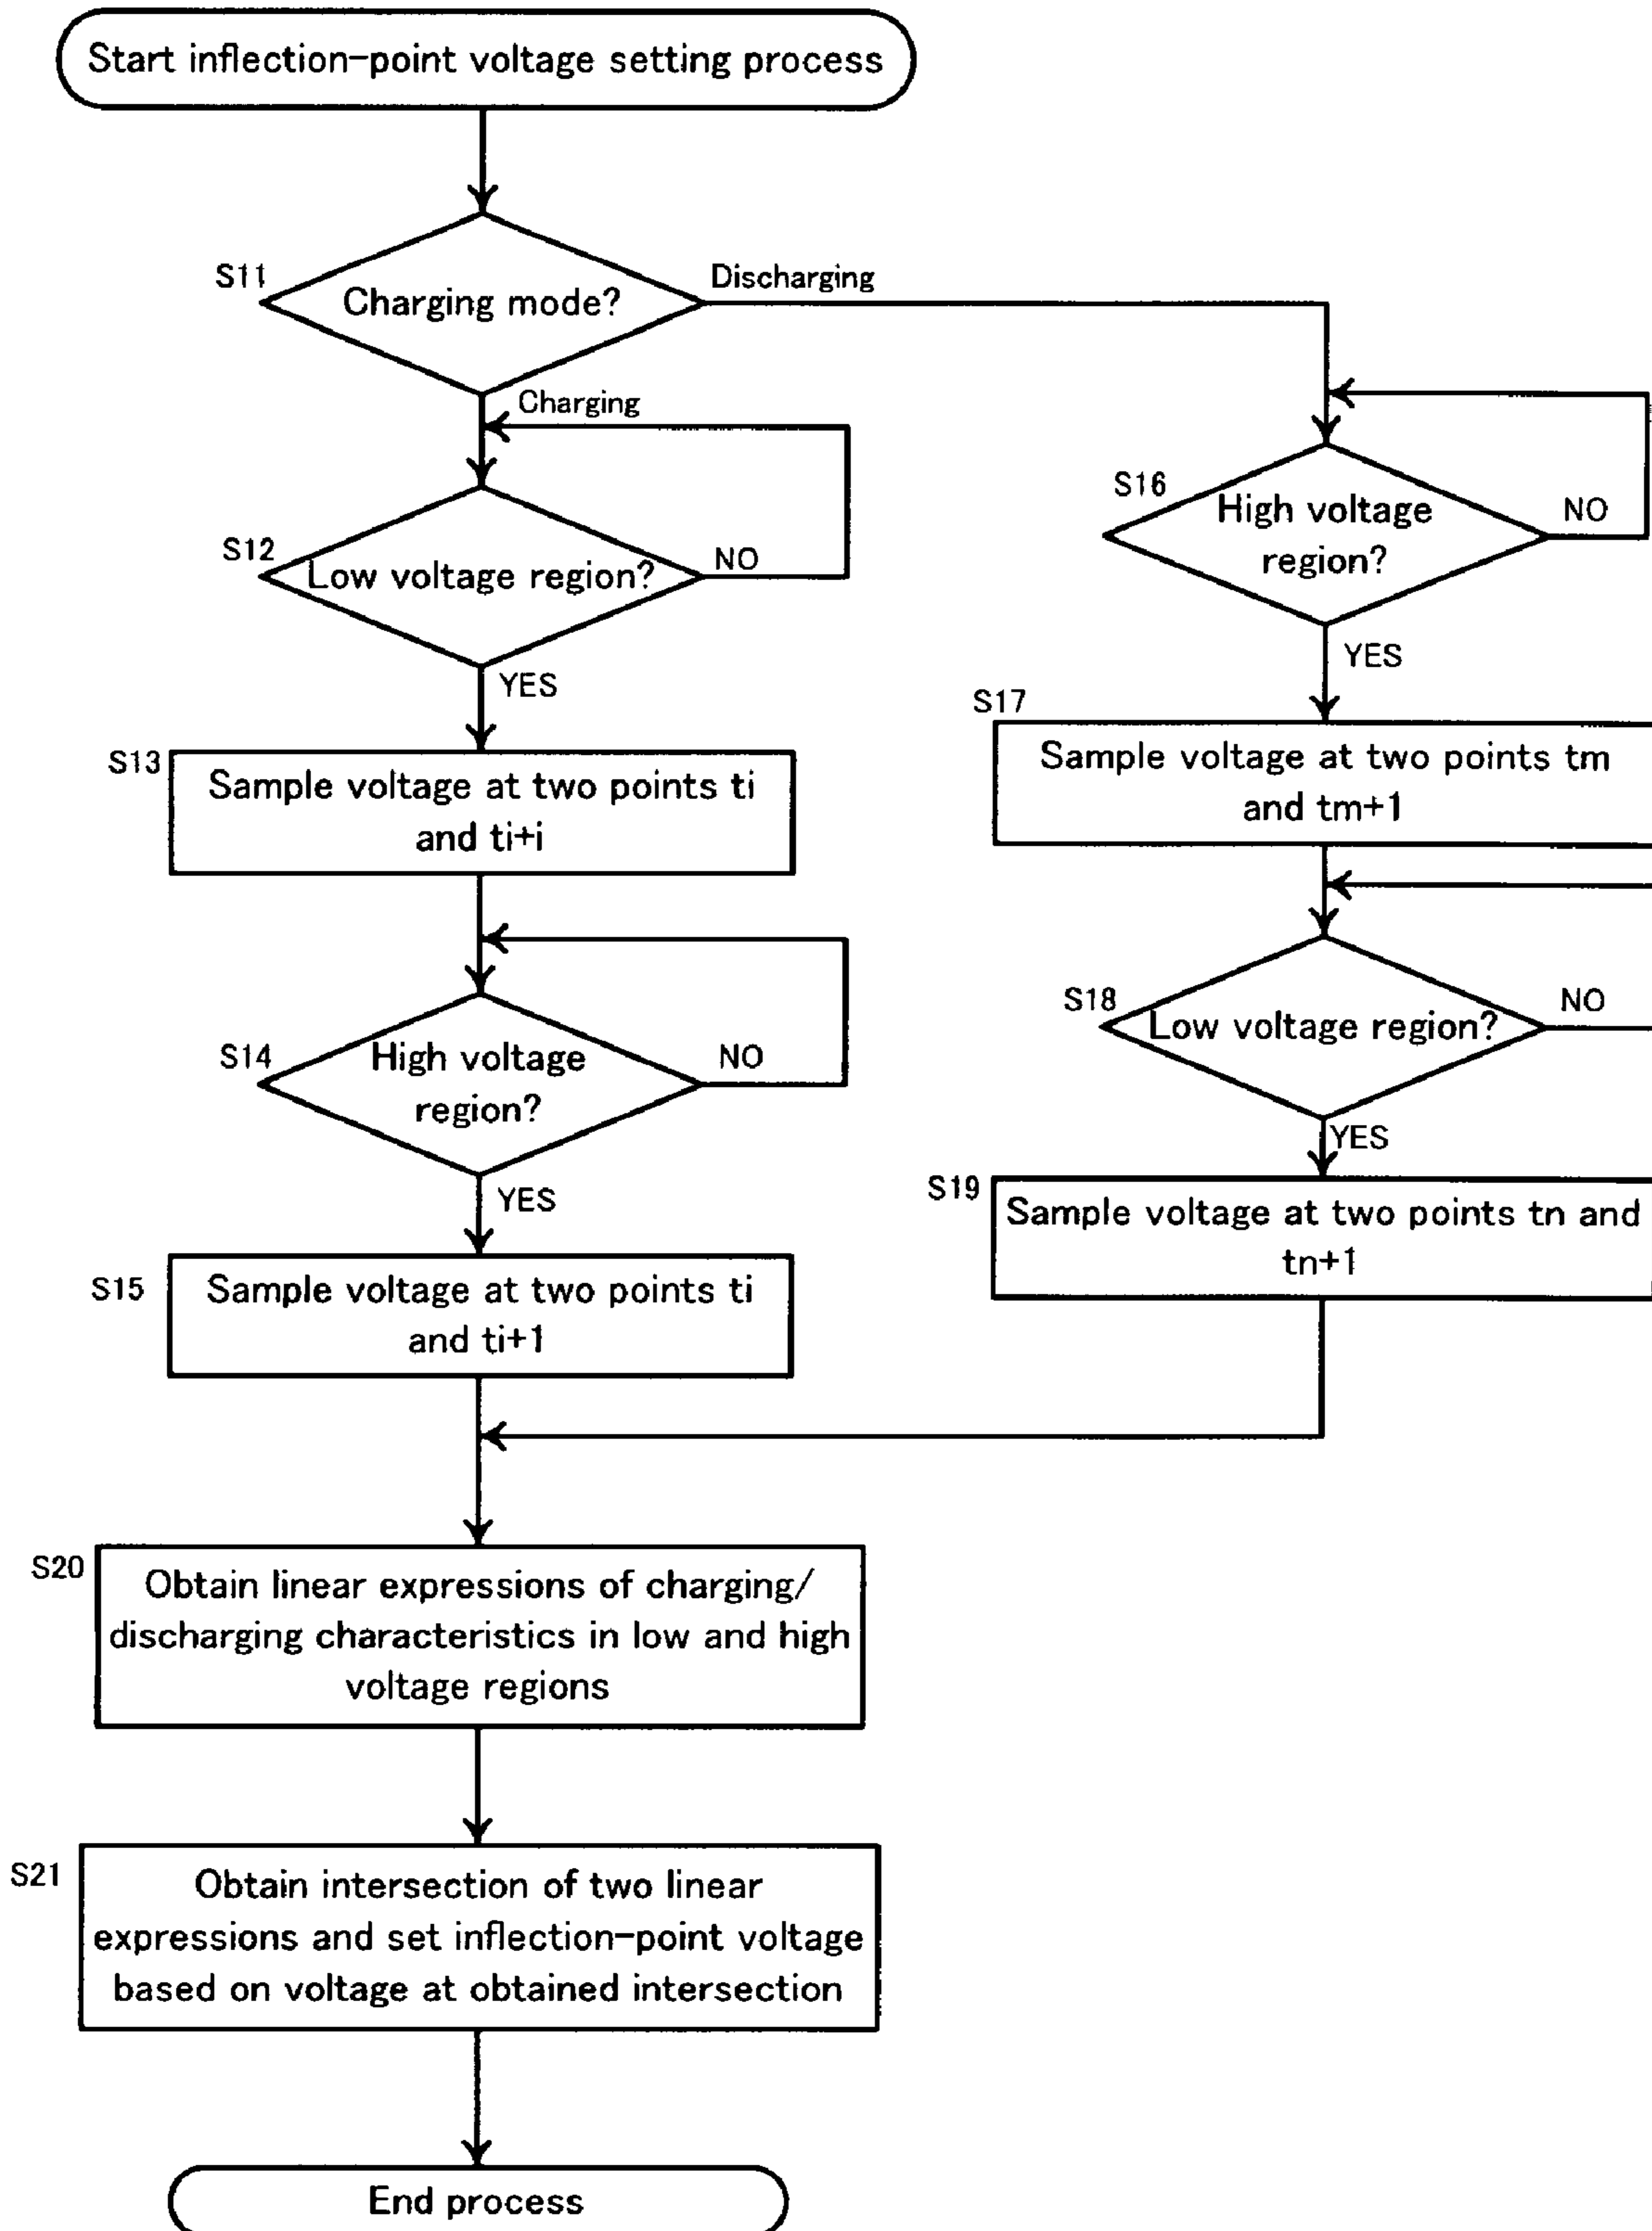 Start inflection-point voltage setting process
S11
Charging mode?
Discharging
Charging
S12
Low voltage region?
NO
YES
S13
Sample voltage at two points ti
and ti+i
S14
High voltage
region?
NO
YES
S15
Sample voltage at two points ti
and ti+1
S16
High voltage
region?
NO
YES
S17
Sample voltage at two points tm
and tm+1
S18
Low voltage region?
NO
YES
S19
Sample voltage at two points tn and
tn+1
S20
Obtain linear expressions of charging/
discharging characteristics in low and high
voltage regions
S21
Obtain intersection of two linear
expressions and set inflection-point voltage
based on voltage at obtained intersection
End process